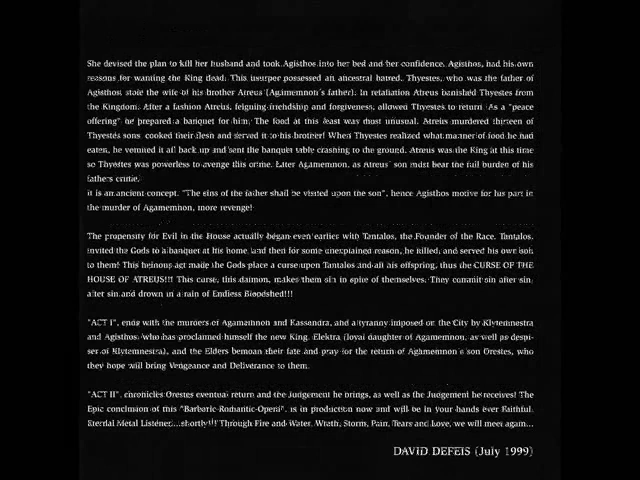 She devised the plan to kill her husband and took Agisthos into her bed and her confidence. Agisthos, had his own
reasons for wanting the King dead. This usurper possessed an ancestral hatred. Thyestes, who was the father of
Agisthos stole the wife of his brother Atreus (Agamemnon's father). In retaliation Atreus banished Thyestes from
the Kingdom. After a fashion Atreus, feigning friendship and forgiveness, allowed Thyestes to return. As a "peace
offering" he prepared a banquet for him. The food at this feast was most unusual. Atreus murdered thirteen of
Thyestes sons, cooked their flesh and served it to his brother! When Thyestes realized what manner of food he had
eaten, he vomited it all back up and sent the banquet table crashing to the ground. Atreus was the King at this time
so Thyestes was powerless to avenge this crime. Later Agamemnon, as Atreus' son must bear the full burden of his
fathers crime.
It is an ancient concept. "The sins of the father shall be visited upon the son", hence Agisthos motive for his part in
the murder of Agamemnon, more revenge!
The propensity for Evil in the House actually began even earlier with Tantalos, the Founder of the Race. Tantalos,
invited the Gods to a banquet at his home and then for some unexplained reason, he killed, and served his own son
to them! This heinous act made the Gods place a curse upon Tantalos and all his offspring, thus the CURSE OF THE
HOUSE OF ATREUS!!! This curse, this daimon, makes them sin in spite of themselves. They commit sin after sin,
after sin and drown in a rain of Endless Bloodshed!!!
"ACT I", ends with the murders of Agamemnon and Kassandra, and a tyranny imposed on the City by Klytemnestra
and Agisthos (who has proclaimed himself the new King. Elektra (loyal daughter of Agamemnon, as well as despi-
ser of Klytemnestra), and the Elders bemoan their fate and pray for the return of Aghmemnon's son Orestes, who
they hope will bring Vengeance and Deliverance to them.
"ACT II", chronicles Orestes eventual return and the Judgement he brings, as well as the Judgement he receives! The
Epic conclusion of this "Barbaric-Romantic-Opera", is in production now and will be in your hands ever Faithful,
Eternal Metal Listener....shortly!!! Through Fire and Water, Wrath, Storm, Pain, Tears and Love, we will meet again...
DAVID DEFEIS (July 1999)